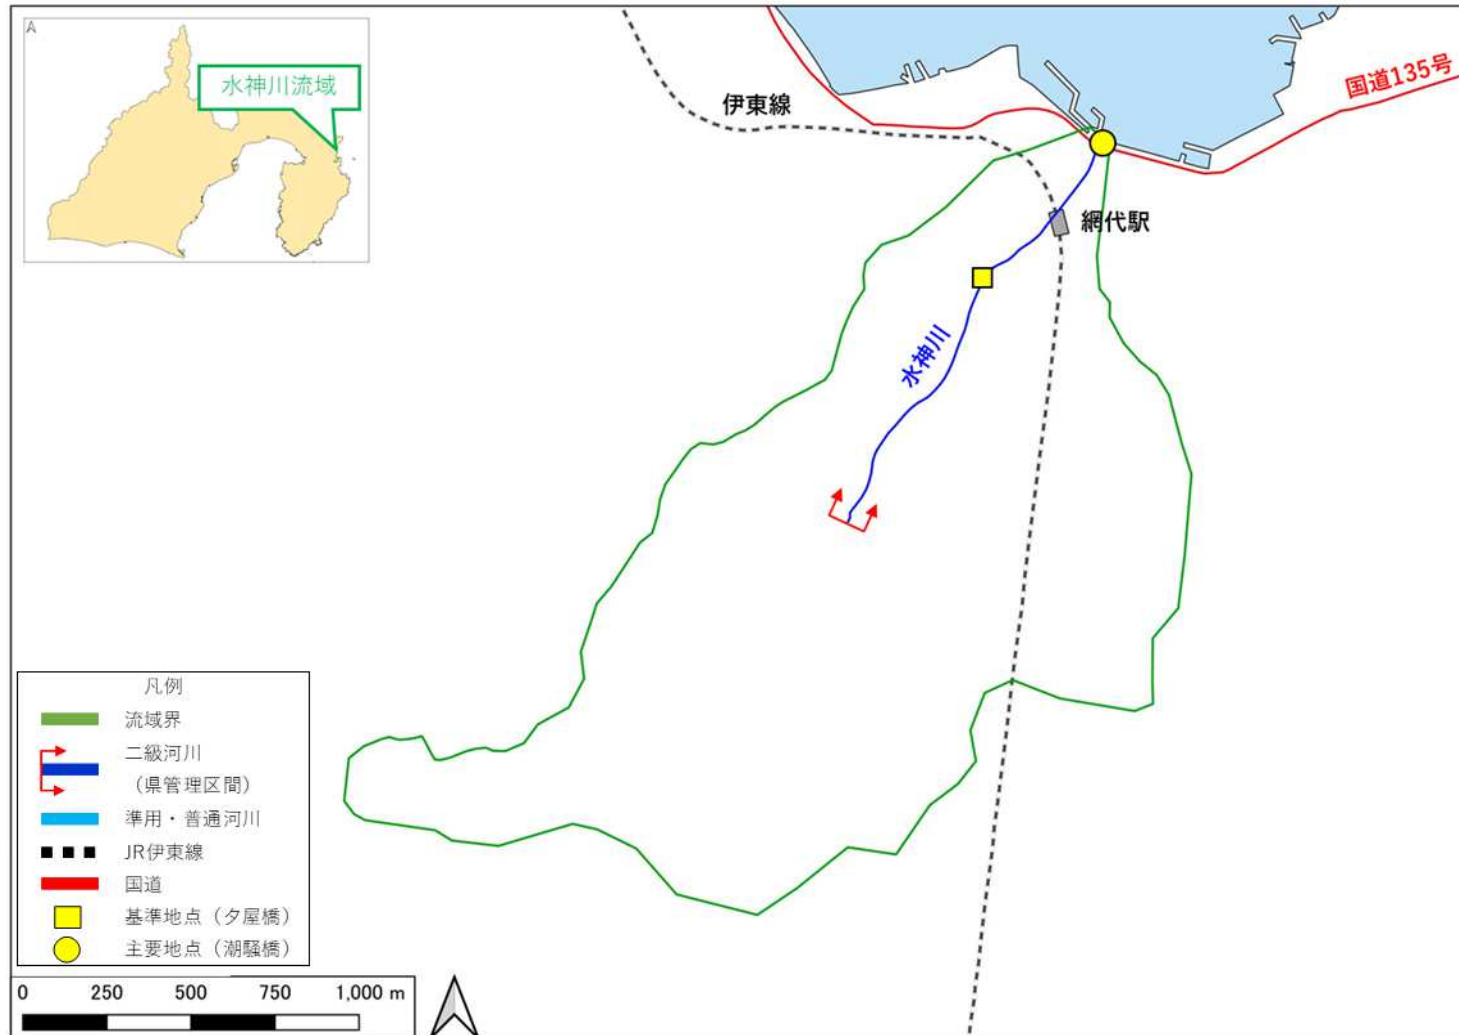 A
水神川流域
国道135号
伊東線
網代駅
水神川
凡例
流域界
二級河川
（県管理区間）
準用・普通河川
JR伊東線
国道
基準地点（夕屋橋）
主要地点（潮騒橋）
0 250 500 750 1,000 m